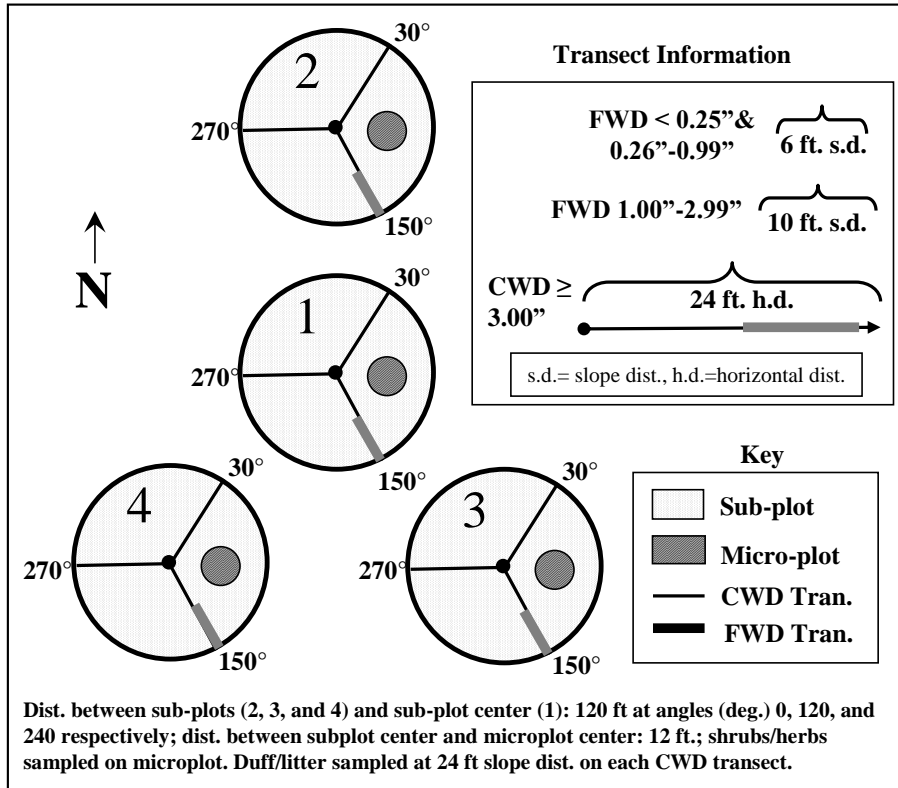 30°
2
270°
150°
N
30°
1
270°
150°
30°
4
270°
150°
30°
3
270°
150°
Transect Information
FWD < 0.25”&
0.26”-0.99”
6 ft. s.d.
FWD 1.00”-2.99”
10 ft. s.d.
CWD ≥
3.00”
24 ft. h.d.
s.d.= slope dist., h.d.=horizontal dist.
Key
Sub-plot
Micro-plot
CWD Tran.
FWD Tran.
Dist. between sub-plots (2, 3, and 4) and sub-plot center (1): 120 ft at angles (deg.) 0, 120, and
240 respectively; dist. between subplot center and microplot center: 12 ft.; shrubs/herbs
sampled on microplot. Duff/litter sampled at 24 ft slope dist. on each CWD transect.